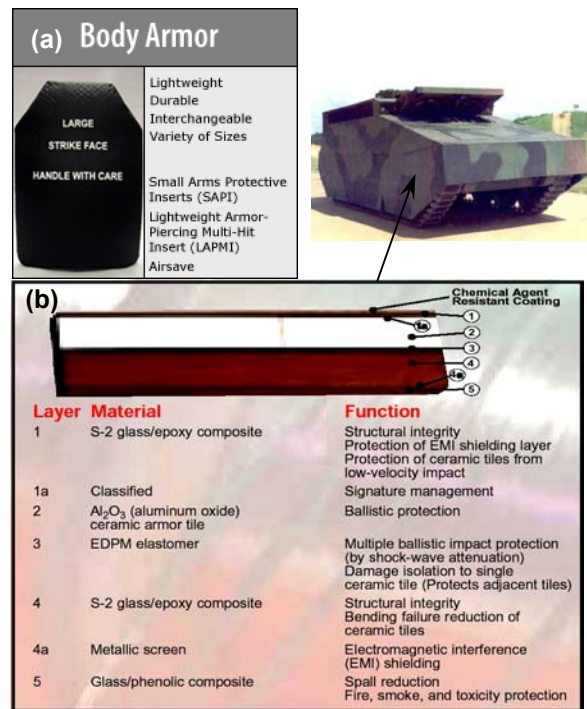 (a) Body Armor
LARGE
STRIKE FACE
HANDLE WITH CARE
Lightweight
Durable
Interchangeable
Variety of Sizes
Small Arms Protective
Inserts (SAPI)
Lightweight Armor-
Piercing Multi-Hit
Insert (LAPMI)
Airsave
(b)
Chemical Agent
Resistant Coating
1
1a
2
3
4
4a
5
Layer Material Function
1 S-2 glass/epoxy composite Structural integrity
Protection of EMI shielding layer
Protection of ceramic tiles from
low-velocity impact
1a Classified Signature management
2 Al₂O₃ (aluminum oxide) Ballistic protection
ceramic armor tile
3 EDPM elastomer Multiple ballistic impact protection
(by shock-wave attenuation)
Damage isolation to single
ceramic tile (Protects adjacent tiles)
4 S-2 glass/epoxy composite Structural integrity
Bending failure reduction of
ceramic tiles
4a Metallic screen Electromagnetic interference
(EMI) shielding
5 Glass/phenolic composite Spall reduction
Fire, smoke, and toxicity protection